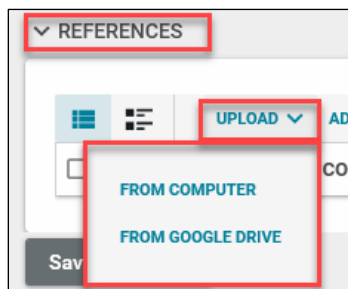 REFERENCES
UPLOAD AD
CO
FROM COMPUTER
FROM GOOGLE DRIVE
Sav